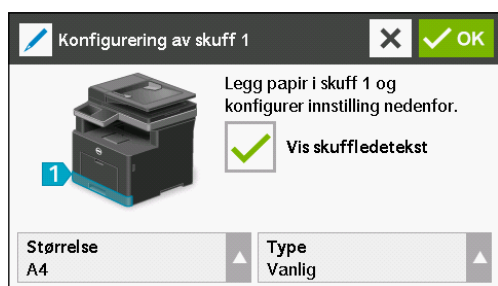 Konfigurering av skuff 1
OK
Legg papir i skuff 1 og
konfigurer innstilling nedenfor.
Vis skuffledetekst
1
Størrelse
A4
Type
Vanlig